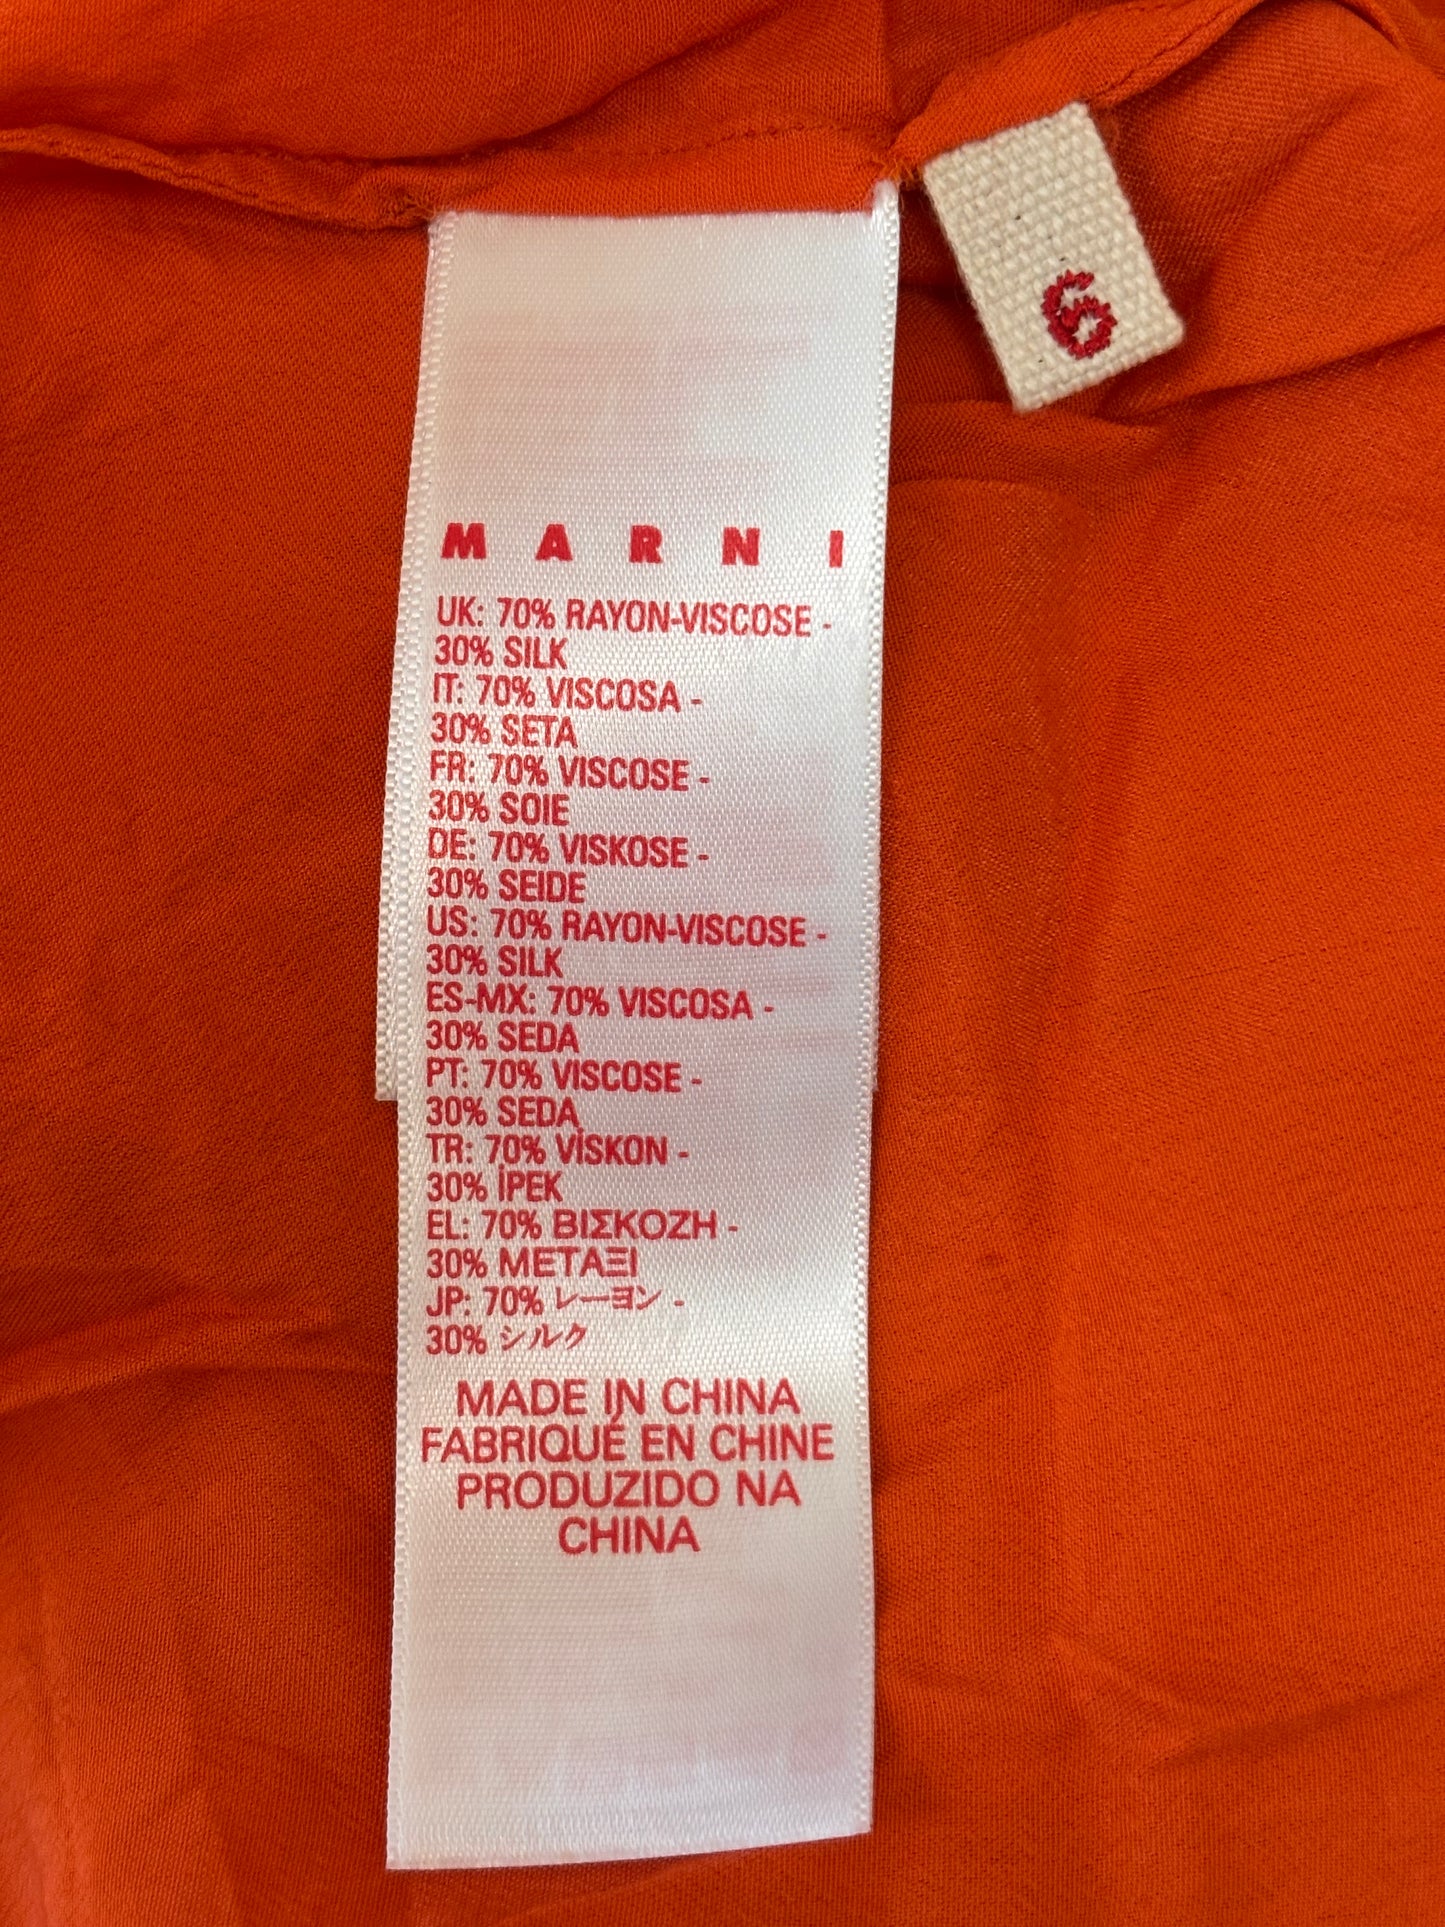 6
MARNI
UK: 70% RAYON-VISCOSE -
30% SILK
IT: 70% VISCOSA -
30% SETA
FR: 70% VISCOSE -
30% SOIE
DE: 70% VISKOSE -
30% SEIDE
US: 70% RAYON-VISCOSE -
30% SILK
ES-MX: 70% VISCOSA -
30% SEDA
PT: 70% VISCOSE -
30% SEDA
TR: 70% VİSKON -
30% İPEK
EL: 70% ΒΙΣΚΟΖΗ -
30% ΜΕΤΑΞΙ
JP: 70% レーヨン -
30% シルク
MADE IN CHINA
FABRIQUÉ EN CHINE
PRODUZIDO NA
CHINA